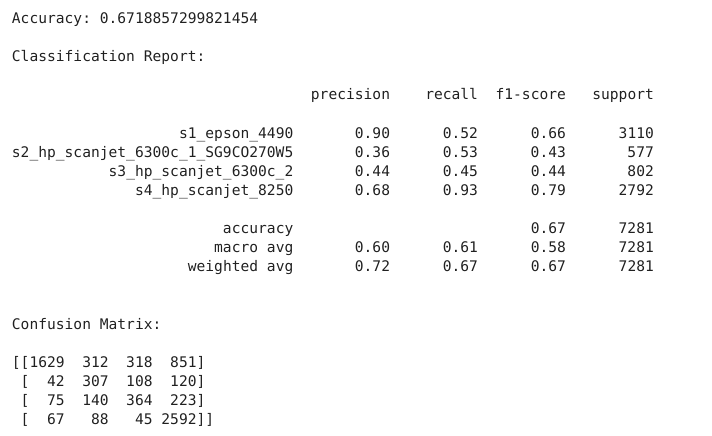 Accuracy: 0.6718857299821454
Classification Report:
precision recall f1-score support
s1_epson_4490 0.90 0.52 0.66 3110
s2_hp_scanjet_6300c_1_SG9CO270W5 0.36 0.53 0.43 577
s3_hp_scanjet_6300c_2 0.44 0.45 0.44 802
s4_hp_scanjet_8250 0.68 0.93 0.79 2792
accuracy 0.67 7281
macro avg 0.60 0.61 0.58 7281
weighted avg 0.72 0.67 0.67 7281
Confusion Matrix:
[[1629 312 318 851]
[ 42 307 108 120]
[ 75 140 364 223]
[ 67 88 45 2592]]